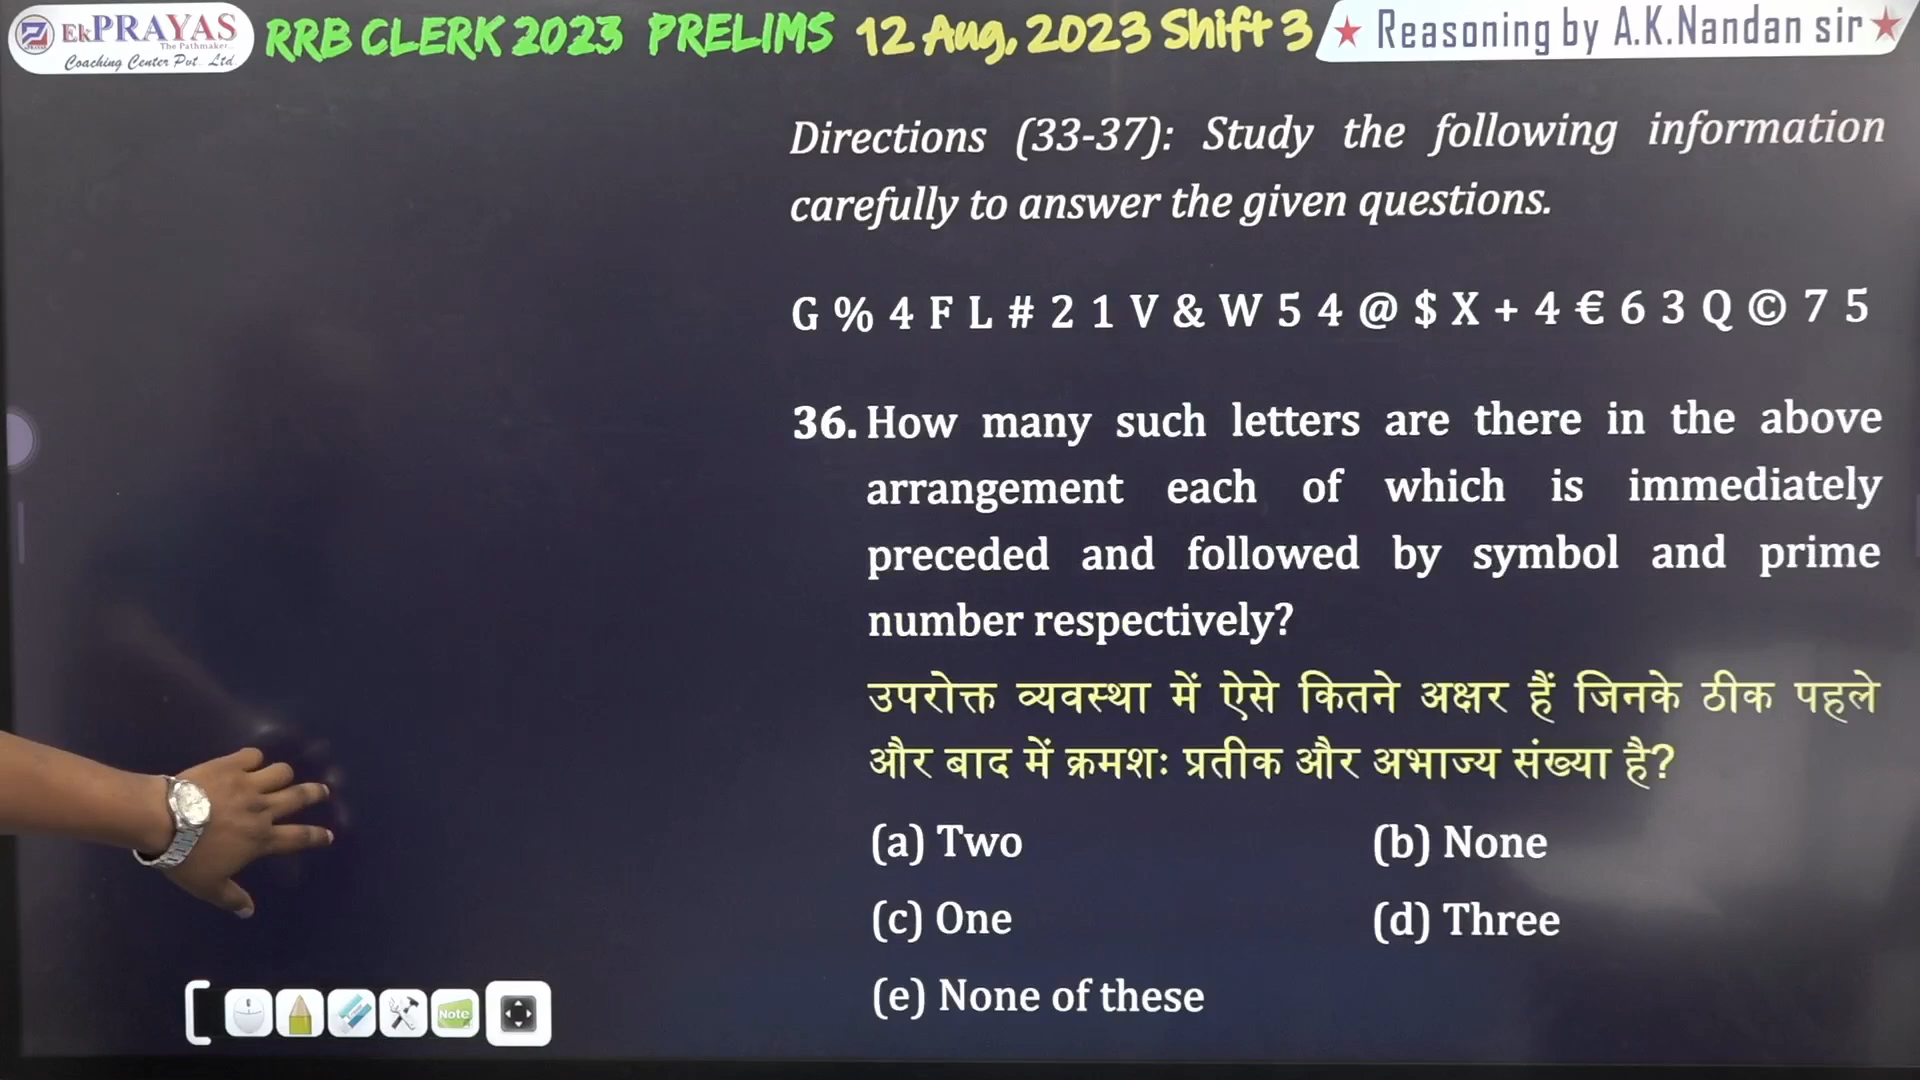 EkPRAYAS
The Pathmaker...
Coaching Center Pvt. Ltd.
RRB CLERK 2023 PRELIMS 12 Aug, 2023 Shift 3
★ Reasoning by A.K.Nandan sir ★
Directions (33-37): Study the following information
carefully to answer the given questions.
G % 4 F L # 2 1 V & W 5 4 @ $ X + 4 € 6 3 Q © 7 5
36. How many such letters are there in the above
arrangement each of which is immediately
preceded and followed by symbol and prime
number respectively?
उपरोक्त व्यवस्था में ऐसे कितने अक्षर हैं जिनके ठीक पहले
और बाद में क्रमशः प्रतीक और अभाज्य संख्या है?
(a) Two (b) None
(c) One (d) Three
(e) None of these
Note